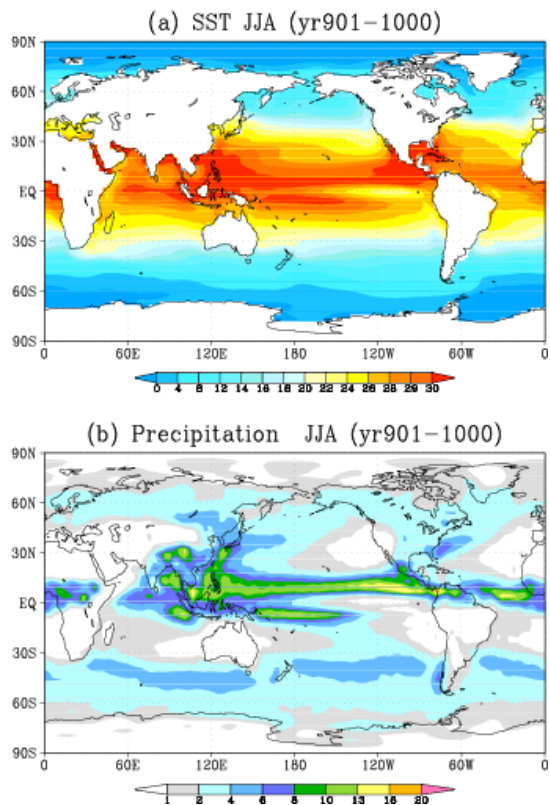 (a) SST JJA (yr901-1000)
90N
60N
30N
EQ
30S
60S
90S
0 60E 120E 180 120W 60W 0
0 4 8 12 14 16 18 20 22 24 26 28 29 30
(b) Precipitation JJA (yr901-1000)
90N
60N
30N
EQ
30S
60S
90S
0 60E 120E 180 120W 60W 0
1 2 4 6 8 10 13 16 20